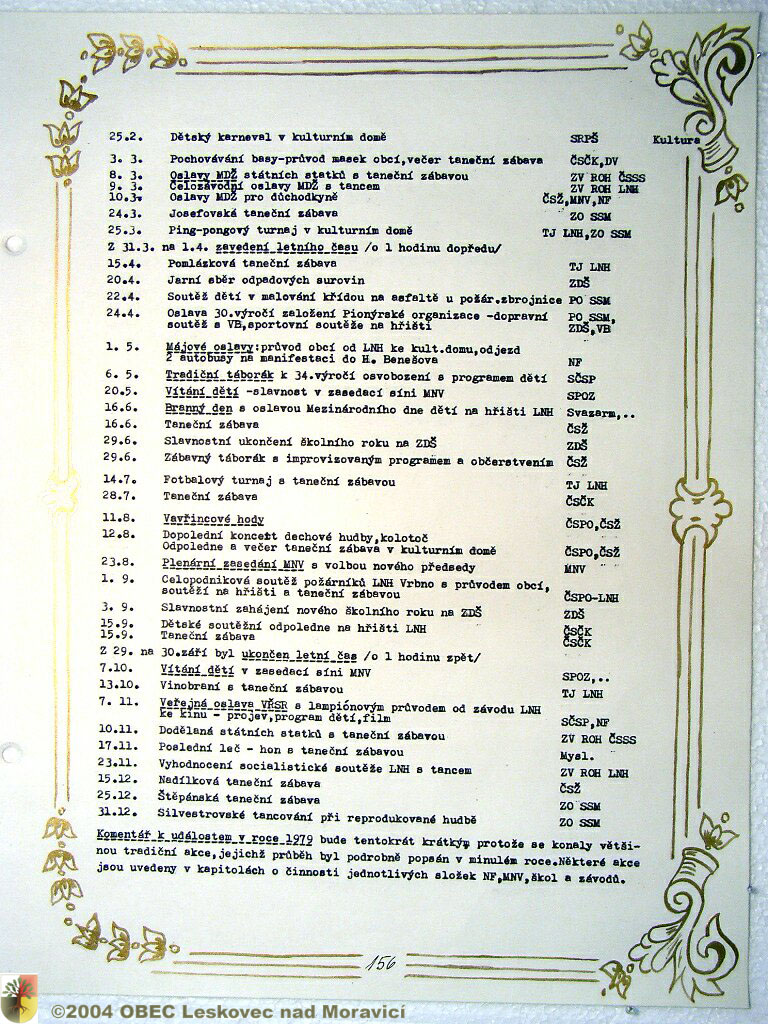 25.2. Dětský karneval v kulturním domě SRPŠ Kultura
3. 3. Pochovávání basy-průvod masek obcí,večer taneční zábava ČSČK,DV
8. 3. Oslavy MDŽ státních statků s taneční zábavou ZV ROH ČSSS
9. 3. Celozávodní oslavy MDŽ s tancem ZV ROH LNH
10.3. Oslavy MDŽ pro důchodkyně ČSŽ,MNV,NF
24.3. Josefovská taneční zábava ZO SSM
25.3. Ping-pongový turnaj v kulturním domě TJ LNH,ZO SSM
Z 31.3. na 1.4. zavedení letního času /o 1 hodinu dopředu/
15.4. Pomlázková taneční zábava TJ LNH
20.4. Jarní sběr odpadových surovin ZDŠ
22.4. Soutěž dětí v malování křídou na asfaltě u požár.zbrojnice PO SSM
24.4. Oslava 30.výročí založení Pionýrské organizace -dopravní PO SSM,
soutěž s VB,sportovní soutěže na hřišti ZDŠ,VB
1. 5. Májové oslavy:průvod obcí od LNH ke kult.domu,odjezd
2 autobusy na manifestaci do H. Benešova NF
6. 5. Tradiční táborák k 34.výročí osvobození s programem dětí SČSP
20.5. Vítání dětí -slavnost v zasedací síni MNV SPOZ
16.6. Branný den s oslavou Mezinárodního dne dětí na hřišti LNH Svazarm,..
16.6. Taneční zábava ČSŽ
29.6. Slavnostní ukončení školního roku na ZDŠ ZDŠ
29.6. Zábavný táborák s improvizovaným programem a občerstvením ČSŽ
14.7. Fotbalový turnaj s taneční zábavou TJ LNH
28.7. Taneční zábava ČSČK
11.8. Vavřincové hody ČSPO,ČSŽ
12.8. Dopolední koncert dechové hudby,kolotoč
Odpoledne a večer taneční zábava v kulturním domě ČSPO,ČSŽ
23.8. Plenární zasedání MNV s volbou nového předsedy MNV
1. 9. Celopodniková soutěž požárníků LNH Vrbno s průvodem obcí,
soutěží na hřišti a taneční zábavou ČSPO-LNH
3. 9. Slavnostní zahájení nového školního roku na ZDŠ ZDŠ
15.9. Dětské soutěžní odpoledne na hřišti LNH ČSČK
15.9. Taneční zábava ČSČK
Z 29. na 30.září byl ukončen letní čas /o 1 hodinu zpět/
7.10. Vítání dětí v zasedací síni MNV SPOZ,..
13.10. Vinobraní s taneční zábavou TJ LNH
7. 11. Veřejná oslava VŘSR s lampiónovým průvodem od závodu LNH
ke kinu - projev,program dětí,film SČSP,NF
10.11. Dodělaná státních statků s taneční zábavou ZV ROH ČSSS
17.11. Poslední leč - hon s taneční zábavou Mysl.
23.11. Vyhodnocení socialistické soutěže LNH s tancem ZV ROH LNH
15.12. Nadílková taneční zábava ČSŽ
25.12. Štěpánská taneční zábava ZO SSM
31.12. Silvestrovské tancování při reprodukované hudbě ZO SSM
Komentář k událostem v roce 1979 bude tentokrát krátkým protože se konaly větši-
nou tradiční akce,jejichž průběh byl podrobně popsán v minulém roce.Některé akce
jsou uvedeny v kapitolách o činnosti jednotlivých složek NF,MNV,škol a závodů.
156
©2004 OBEC Leskovec nad Moravicí